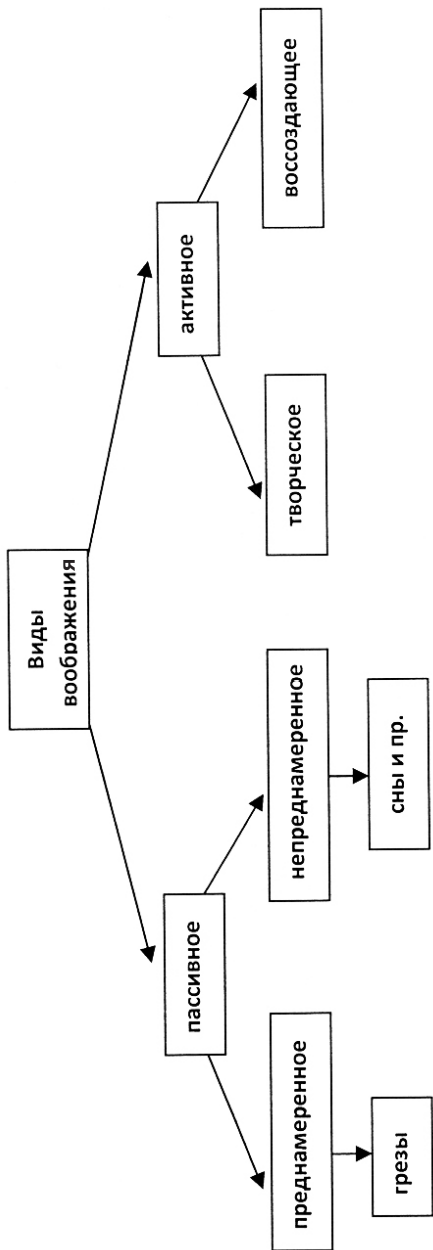 Виды
воображения
пассивное
активное
преднамеренное
непреднамеренное
творческое
воссоздающее
грезы
сны и пр.